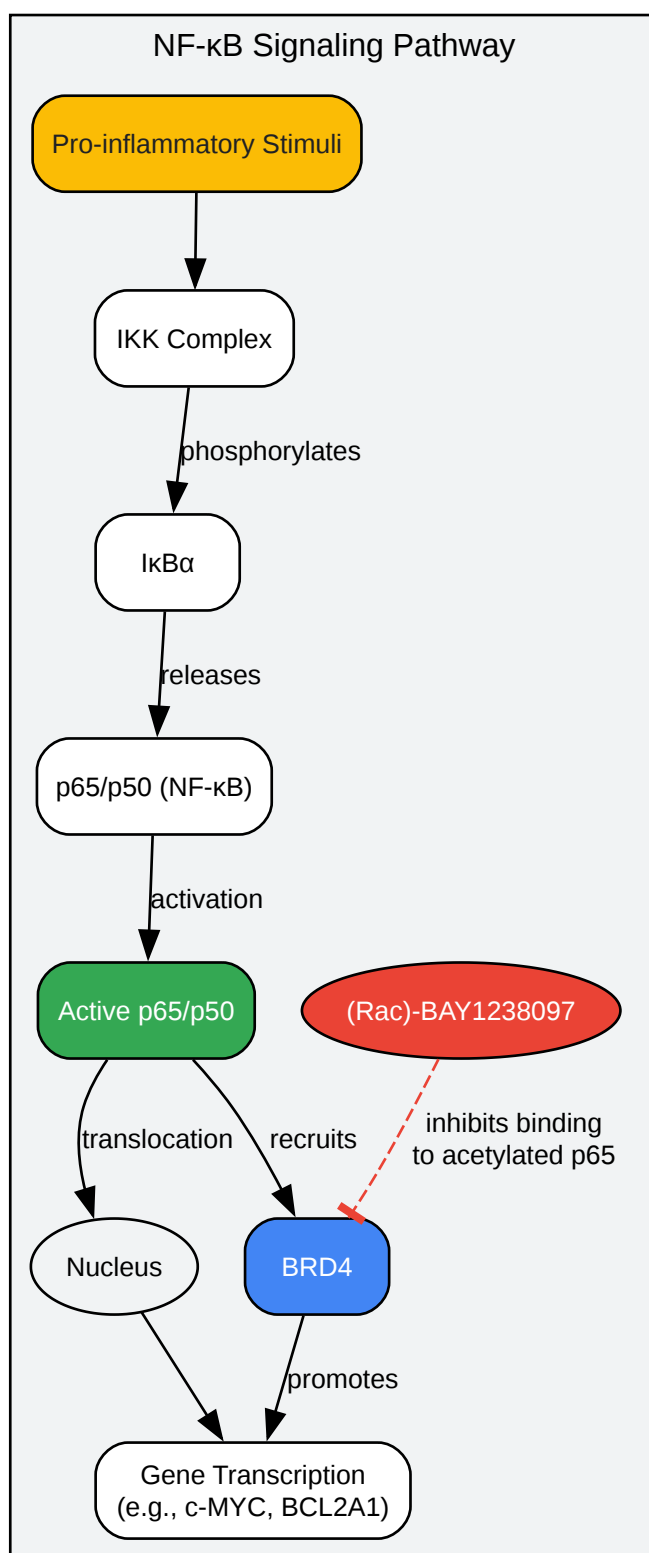 NF-κB Signaling Pathway
Pro-inflammatory Stimuli
IKK Complex
phosphorylates
IκBα
releases
p65/p50 (NF-κB)
activation
Active p65/p50
(Rac)-BAY1238097
translocation
recruits
inhibits binding
to acetylated p65
Nucleus
BRD4
promotes
Gene Transcription
(e.g., c-MYC, BCL2A1)